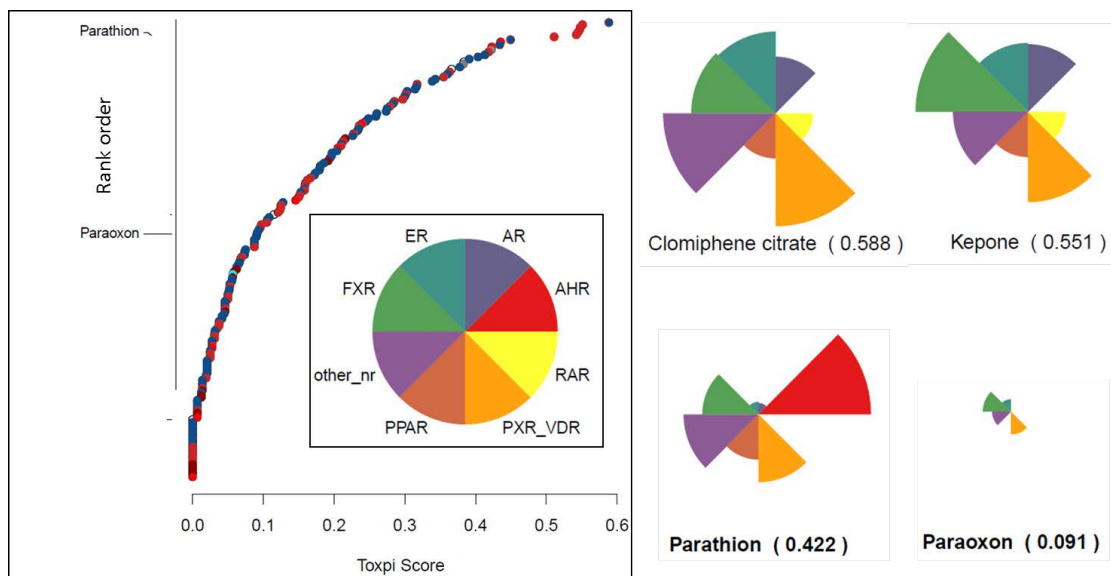 Parathion
Rank order
Paraoxon
ER
AR
FXR
AHR
other_nr
RAR
PPAR
PXR_VDR
0.0
0.1
0.2
0.3
0.4
0.5
0.6
Toxpi Score
Clomiphene citrate ( 0.588 )
Kepone ( 0.551 )
Parathion ( 0.422 )
Paraoxon ( 0.091 )